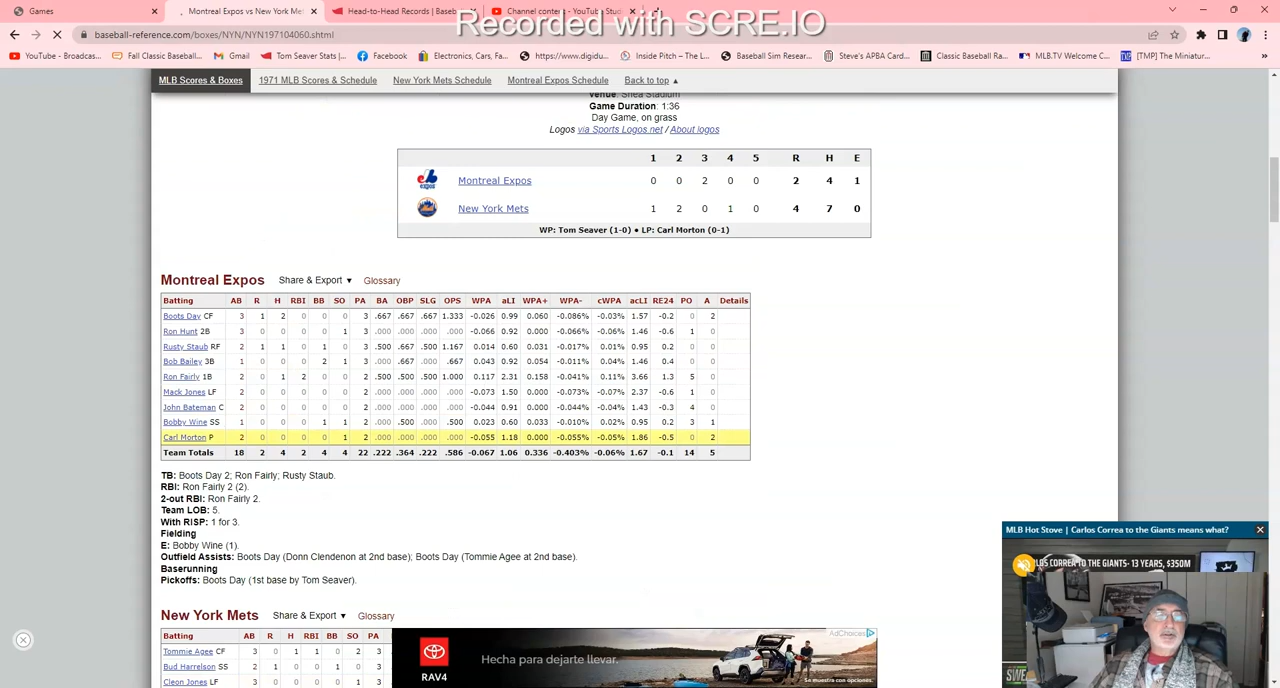 Games
Montreal Expos vs New York Me
Head-to-Head Records | Baseb
Channel content - YouTube Stud
Recorded with SCRE.IO
baseball-reference.com/boxes/NYN/NYN197104060.shtml
YouTube - Broadcas... Fall Classic Baseball... Gmail Tom Seaver Stats |... Facebook Electronics, Cars, Fa... https://www.digidu... Inside Pitch – The L... Baseball Sim Resear... Steve's APBA Card... Classic Baseball Ra... MLB.TV Welcome C... [TMP] The Miniatur... »
MLB Scores & Boxes 1971 MLB Scores & Schedule New York Mets Schedule Montreal Expos Schedule Back to top ▲
Venue: Shea Stadium
Game Duration: 1:36
Day Game, on grass
Logos via Sports Logos.net / About logos
1 2 3 4 5 R H E
expos Montreal Expos 0 0 2 0 0 2 4 1
New York Mets 1 2 0 1 0 4 7 0
WP: Tom Seaver (1-0) • LP: Carl Morton (0-1)
Montreal Expos Share & Export ▼ Glossary
Batting AB R H RBI BB SO PA BA OBP SLG OPS WPA aLI WPA+ WPA- cWPA acLI RE24 PO A Details
Boots Day CF 3 1 2 0 0 0 3 .667 .667 .667 1.333 -0.026 0.99 0.060 -0.086% -0.03% 1.57 -0.2 0 2
Ron Hunt 2B 3 0 0 0 0 1 3 .000 .000 .000 .000 -0.066 0.92 0.000 -0.066% -0.06% 1.46 -0.6 1 0
Rusty Staub RF 2 1 1 0 1 0 3 .500 .667 .500 1.167 0.014 0.60 0.031 -0.017% 0.01% 0.95 0.2 0 0
Bob Bailey 3B 1 0 0 0 2 1 3 .000 .667 .000 .667 0.043 0.92 0.054 -0.011% 0.04% 1.46 0.4 0 0
Ron Fairly 1B 2 0 1 2 0 0 2 .500 .500 .500 1.000 0.117 2.31 0.158 -0.041% 0.11% 3.66 1.3 5 0
Mack Jones LF 2 0 0 0 0 0 2 .000 .000 .000 .000 -0.073 1.50 0.000 -0.073% -0.07% 2.37 -0.6 1 0
John Bateman C 2 0 0 0 0 0 2 .000 .000 .000 .000 -0.044 0.91 0.000 -0.044% -0.04% 1.43 -0.3 4 0
Bobby Wine SS 1 0 0 0 1 1 2 .000 .500 .000 .500 0.023 0.60 0.033 -0.010% 0.02% 0.95 0.2 3 1
Carl Morton P 2 0 0 0 0 1 2 .000 .000 .000 .000 -0.055 1.18 0.000 -0.055% -0.05% 1.86 -0.5 0 2
Team Totals 18 2 4 2 4 4 22 .222 .364 .222 .586 -0.067 1.06 0.336 -0.403% -0.06% 1.67 -0.1 14 5
TB: Boots Day 2; Ron Fairly; Rusty Staub.
RBI: Ron Fairly 2 (2).
2-out RBI: Ron Fairly 2.
Team LOB: 5.
With RISP: 1 for 3.
Fielding
E: Bobby Wine (1).
Outfield Assists: Boots Day (Donn Clendenon at 2nd base); Boots Day (Tommie Agee at 2nd base).
Baserunning
Pickoffs: Boots Day (1st base by Tom Seaver).
New York Mets Share & Export ▼ Glossary
Batting AB R H RBI BB SO PA
Tommie Agee CF 3 0 1 1 0 2 3
Bud Harrelson SS 2 1 0 0 1 0 3
Cleon Jones LF 3 0 0 0 0 1 3
RAV4
Hecha para dejarte llevar.
AdChoices
Se muestra con opciones.
MLB Hot Stove | Carlos Correa to the Giants means what?
LOS CORREA TO THE GIANTS- 13 YEARS, $350M
SWE